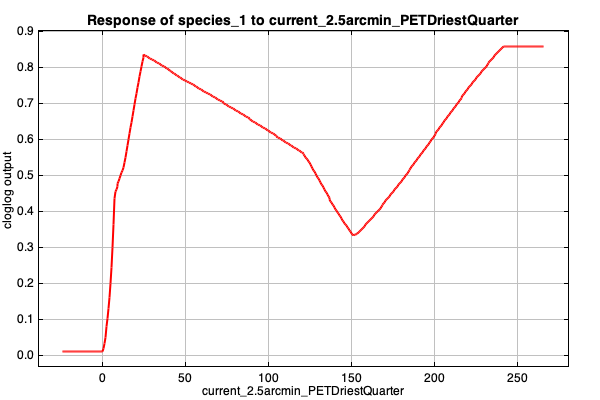 Response of species_1 to current_2.5arcmin_PETDriestQuarter
0.9
0.8
0.7
0.6
0.5
0.4
0.3
0.2
0.1
0.0
cloglog output
0 50 100 150 200 250
current_2.5arcmin_PETDriestQuarter